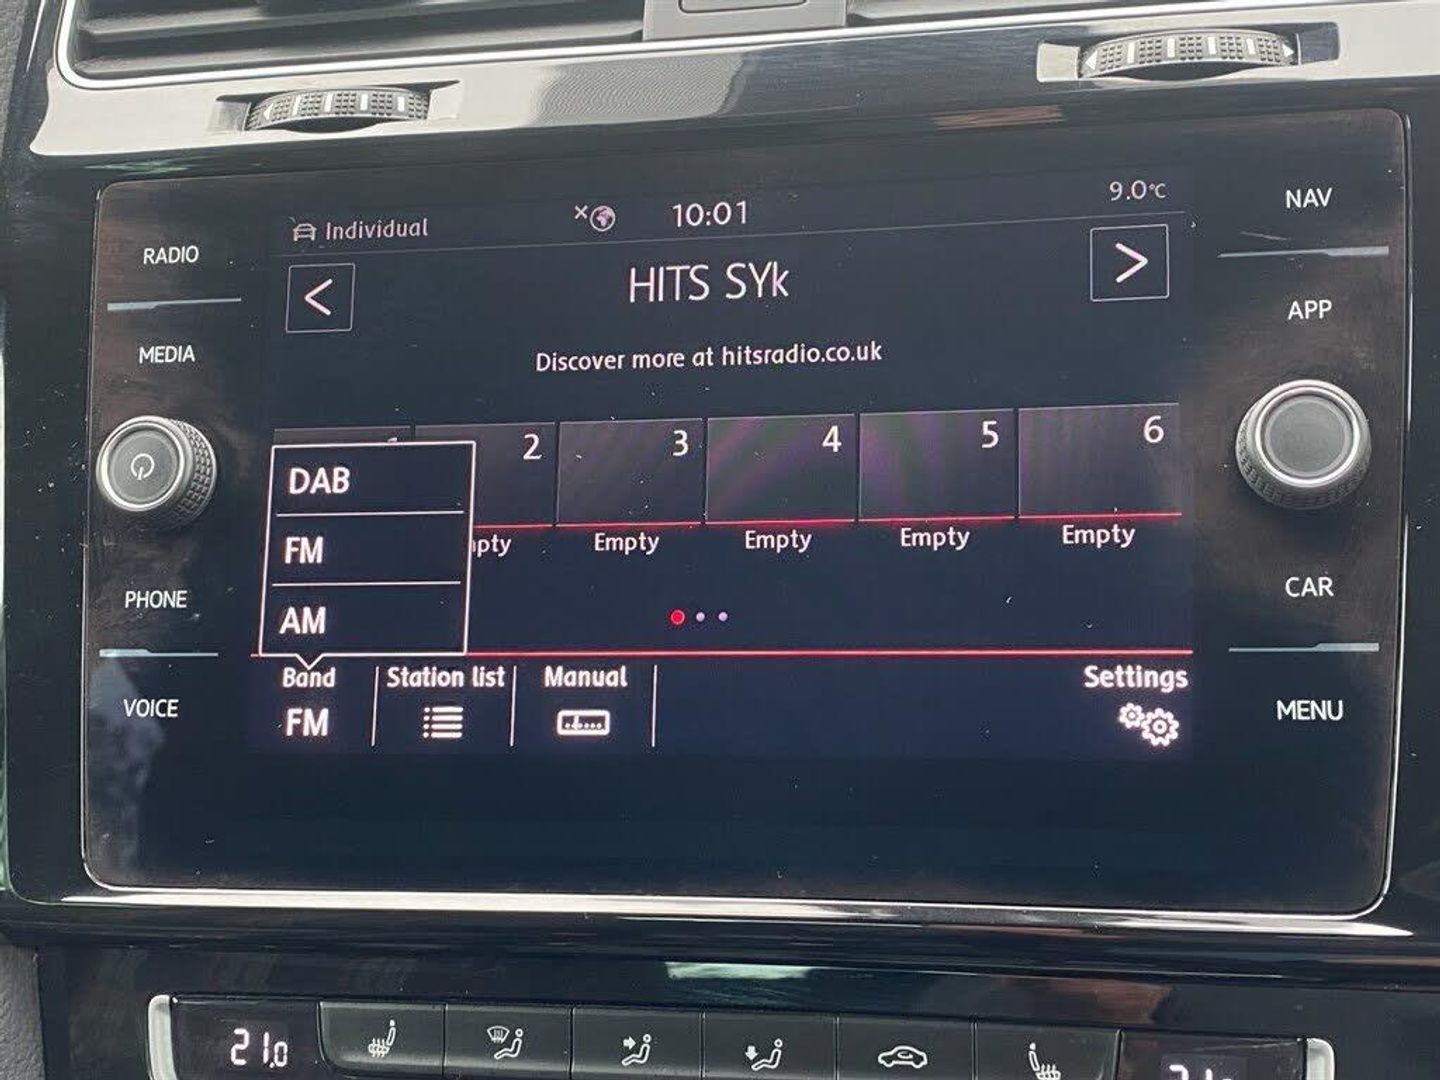 Individual
10:01
9.0°C
NAV
RADIO
<
HITS SYk
>
APP
MEDIA
Discover more at hitsradio.co.uk
2
3
4
5
6
DAB
FM
AM
Empty
Empty
Empty
Empty
PHONE
CAR
Band
Station list
Manual
Settings
FM
VOICE
MENU
21.0